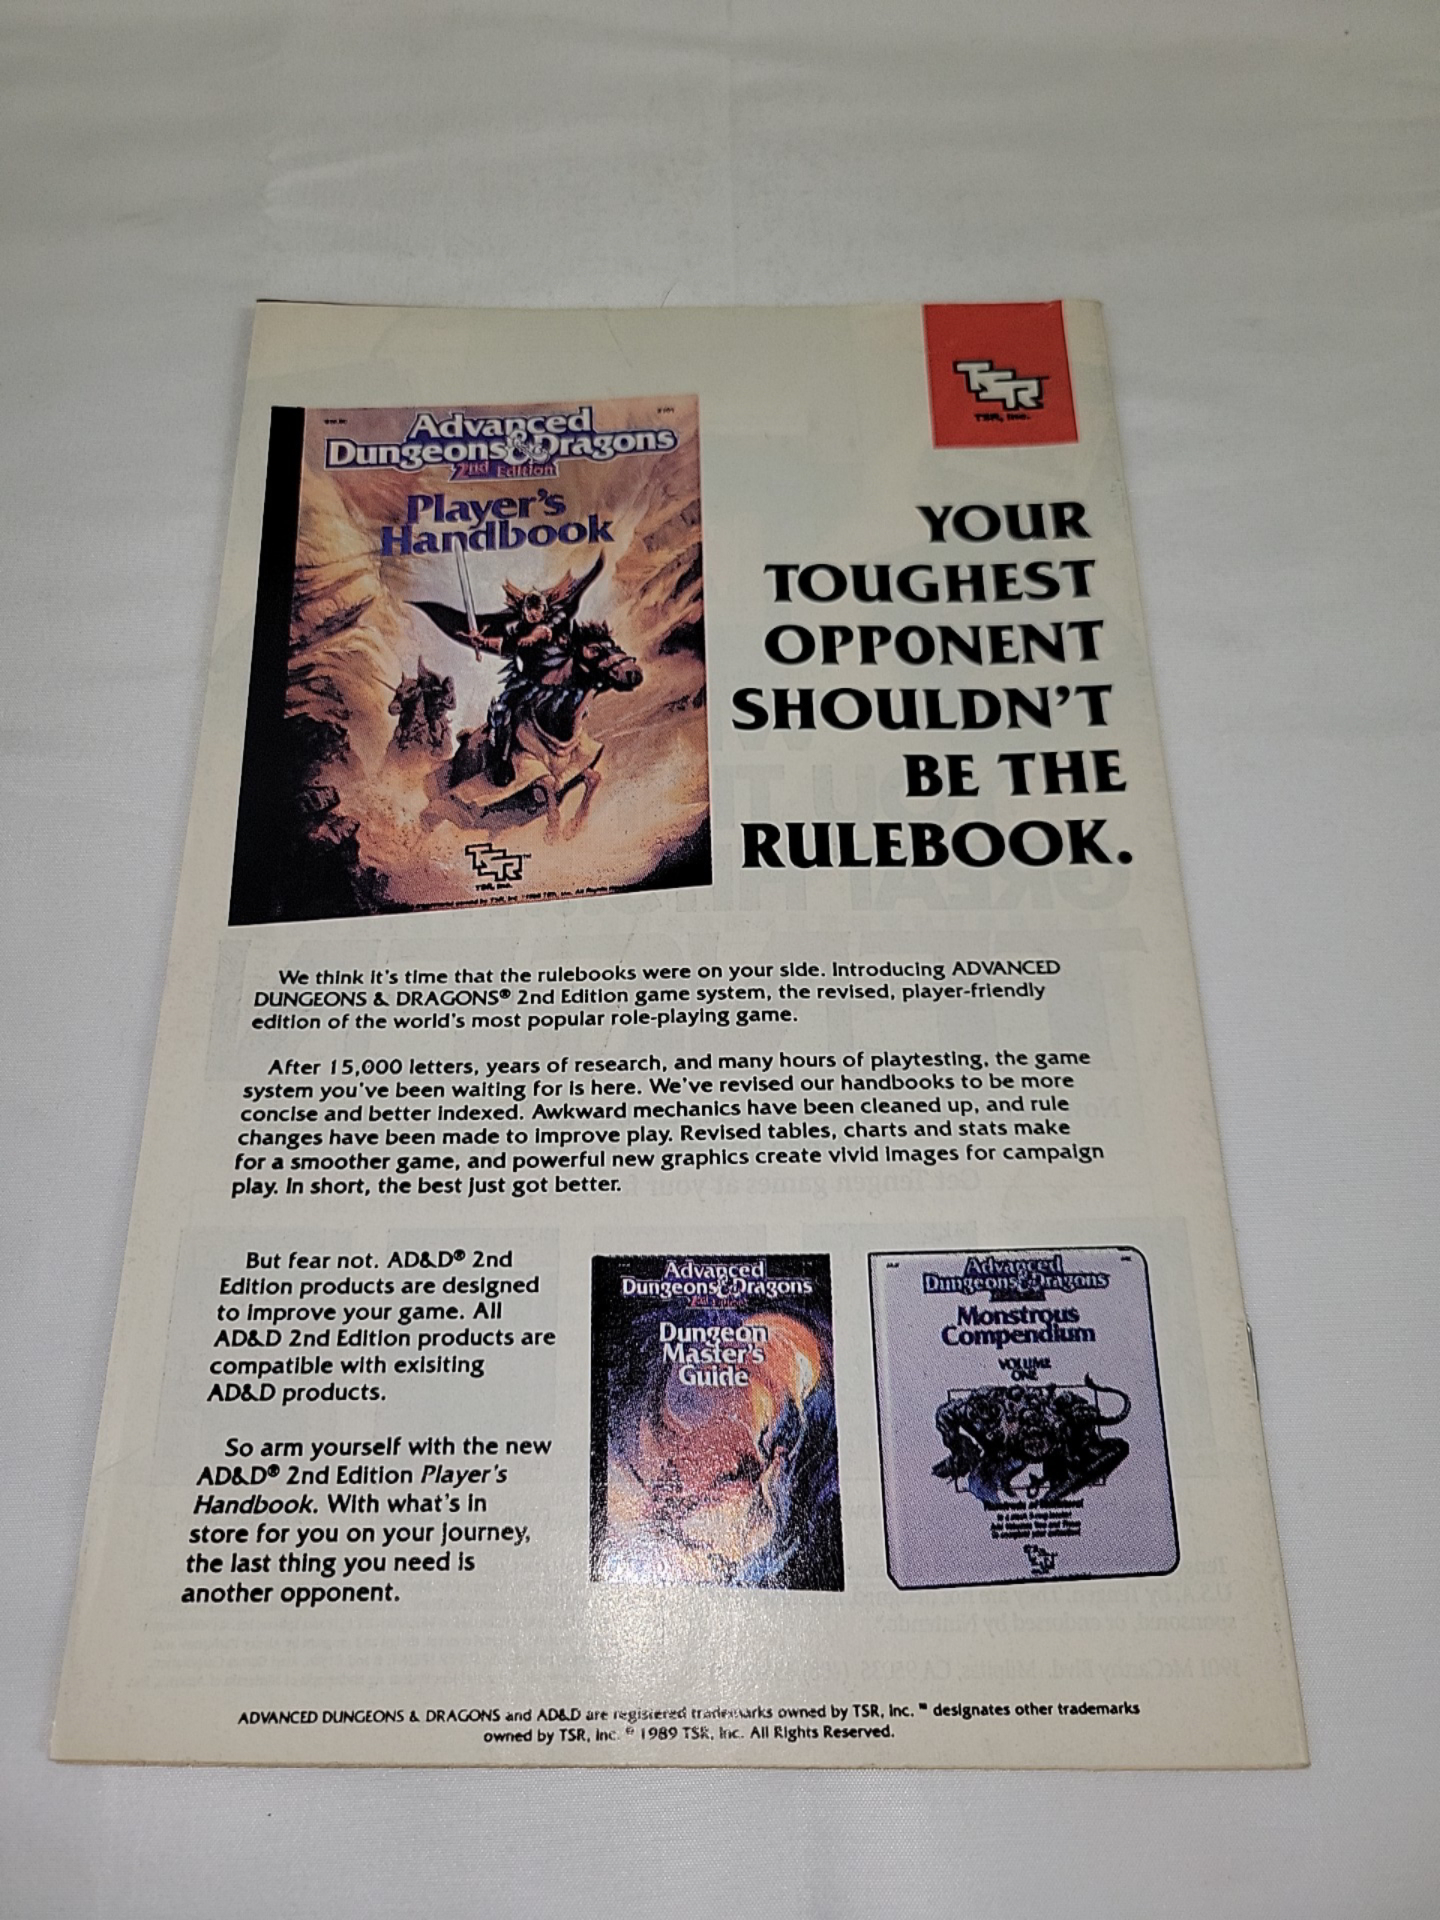 TSR
TSR, Inc.
Advanced
Dungeons & Dragons
2nd Edition
Player's
Handbook
TSR™
TSR, Inc.
YOUR
TOUGHEST
OPPONENT
SHOULDN'T
BE THE
RULEBOOK.
We think it's time that the rulebooks were on your side. Introducing ADVANCED
DUNGEONS & DRAGONS® 2nd Edition game system, the revised, player-friendly
edition of the world's most popular role-playing game.
After 15,000 letters, years of research, and many hours of playtesting, the game
system you've been waiting for is here. We've revised our handbooks to be more
concise and better indexed. Awkward mechanics have been cleaned up, and rule
changes have been made to improve play. Revised tables, charts and stats make
for a smoother game, and powerful new graphics create vivid images for campaign
play. In short, the best just got better.
But fear not. AD&D® 2nd
Edition products are designed
to improve your game. All
AD&D 2nd Edition products are
compatible with exisiting
AD&D products.
So arm yourself with the new
AD&D® 2nd Edition Player's
Handbook. With what's in
store for you on your journey,
the last thing you need is
another opponent.
Advanced
Dungeons & Dragons
2nd Edition
Dungeon
Master's
Guide
Advanced
Dungeons & Dragons
Monstrous
Compendium
VOLUME
ONE
ADVANCED DUNGEONS & DRAGONS and AD&D are registered trademarks owned by TSR, Inc. ™ designates other trademarks
owned by TSR, Inc. © 1989 TSR, Inc. All Rights Reserved.